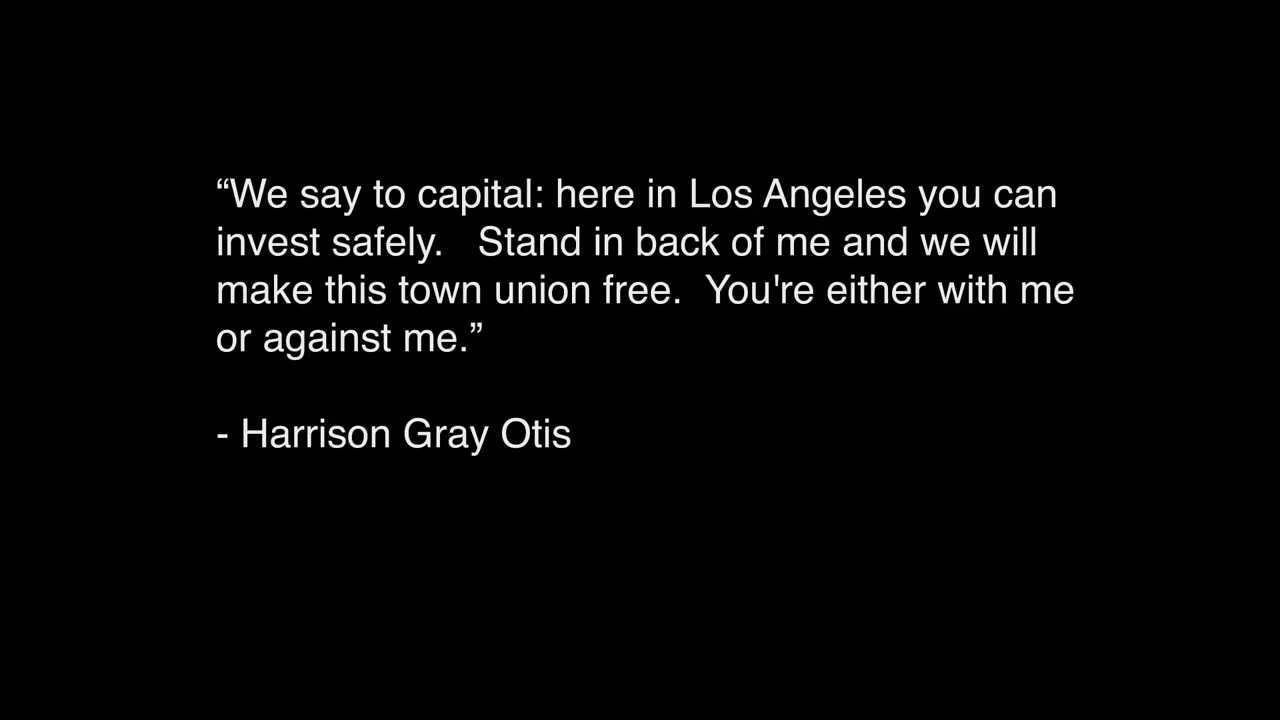 “We say to capital: here in Los Angeles you can
invest safely.   Stand in back of me and we will
make this town union free.  You're either with me
or against me.”
- Harrison Gray Otis